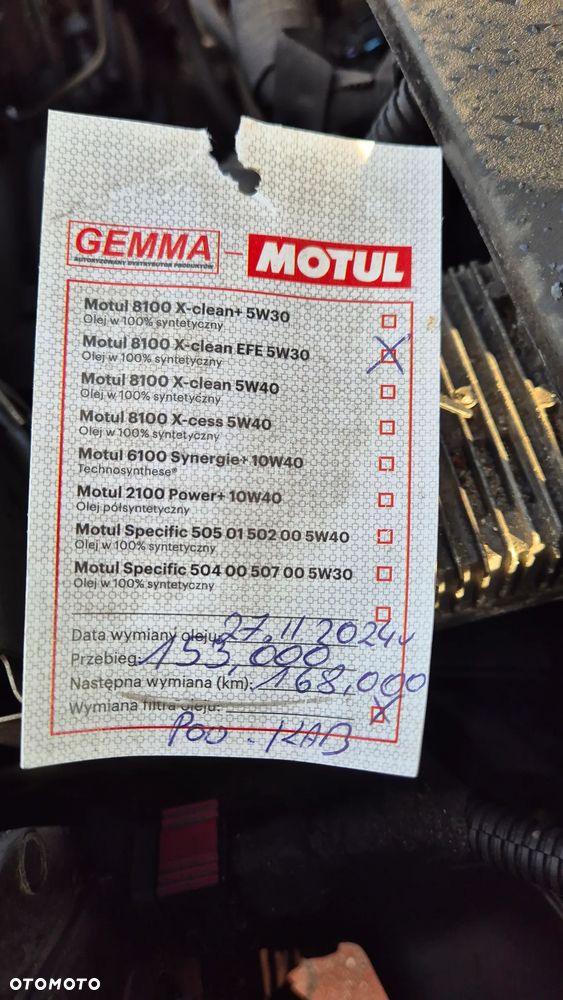 GEMMA
AUTORYZOWANY DYSTRYBUTOR PRODUKTÓW
MOTUL
Motul 8100 X-clean+ 5W30
Olej w 100% syntetyczny
Motul 8100 X-clean EFE 5W30
Olej w 100% syntetyczny
X
Motul 8100 X-clean 5W40
Olej w 100% syntetyczny
Motul 8100 X-cess 5W40
Olej w 100% syntetyczny
Motul 6100 Synergie+ 10W40
Technosynthese®
Motul 2100 Power+ 10W40
Olej półsyntetyczny
Motul Specific 505 01 502 00 5W40
Olej w 100% syntetyczny
Motul Specific 504 00 507 00 5W30
Olej w 100% syntetyczny
Data wymiany oleju: 27.11 2024r
Przebieg: 153,000
Następna wymiana (km): 168,000
Wymiana filtra oleju: X
POW. KAB
OTOMOTO